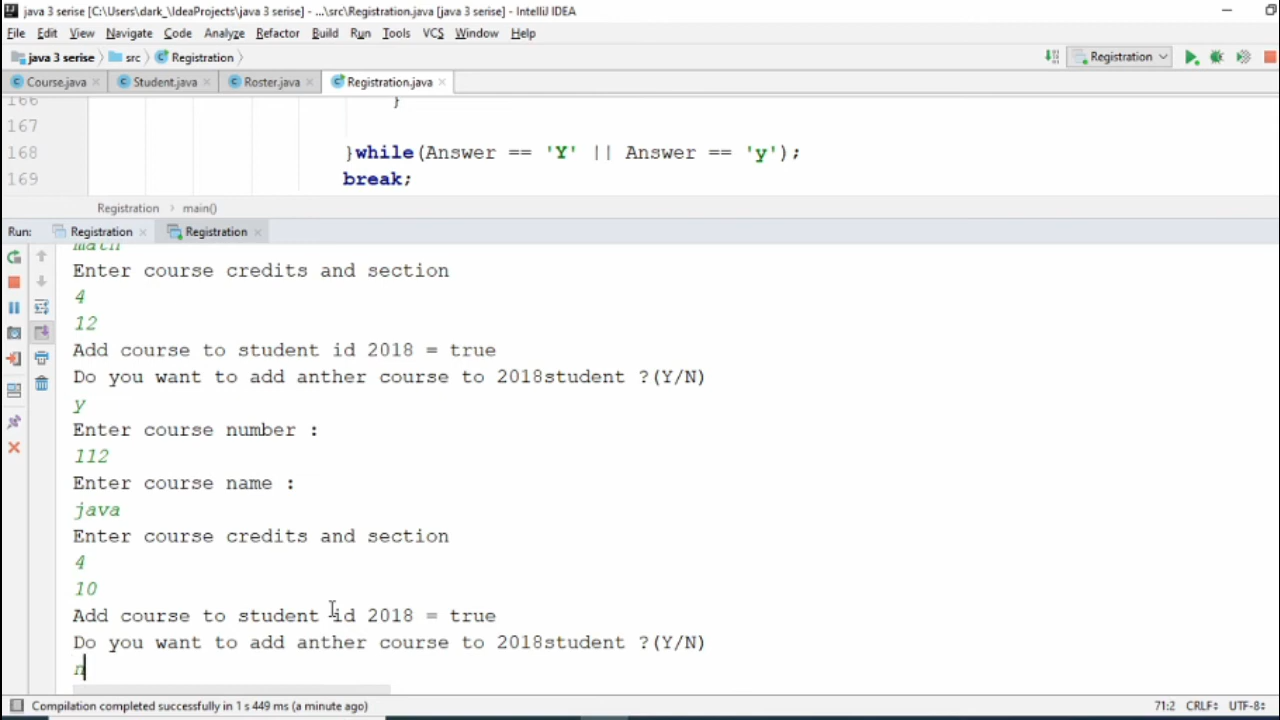 java 3 serise [C:\Users\dark_\IdeaProjects\java 3 serise] - ...\src\Registration.java [java 3 serise] - IntelliJ IDEA
File Edit View Navigate Code Analyze Refactor Build Run Tools VCS Window Help
java 3 serise src Registration Registration
Course.java Student.java Roster.java Registration.java
166 }
167
168 }while(Answer == 'Y' || Answer == 'y');
169 break;
Registration main()
Run: Registration Registration
math
Enter course credits and section
4
12
Add course to student id 2018 = true
Do you want to add anther course to 2018student ?(Y/N)
y
Enter course number :
112
Enter course name :
java
Enter course credits and section
4
10
Add course to student id 2018 = true
Do you want to add anther course to 2018student ?(Y/N)
n
Compilation completed successfully in 1 s 449 ms (a minute ago) 71:2 CRLF: UTF-8: